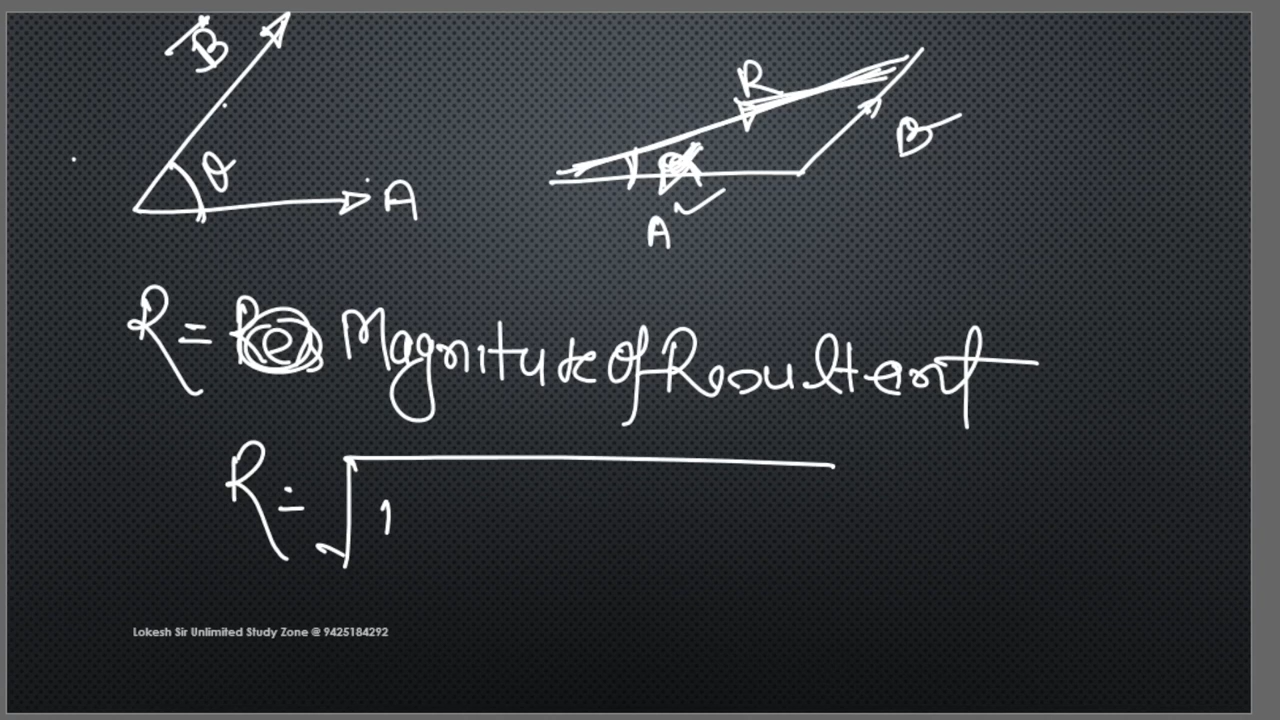 B
θ
A
R
α
B
A
R = Magnitude of Resultant
R = √
Lokesh Sir Unlimited Study Zone @ 9425184292